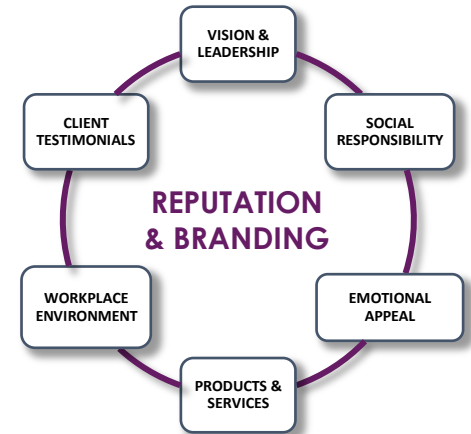 VISION &
LEADERSHIP
SOCIAL
RESPONSIBILITY
EMOTIONAL
APPEAL
PRODUCTS &
SERVICES
WORKPLACE
ENVIRONMENT
CLIENT
TESTIMONIALS
REPUTATION
& BRANDING